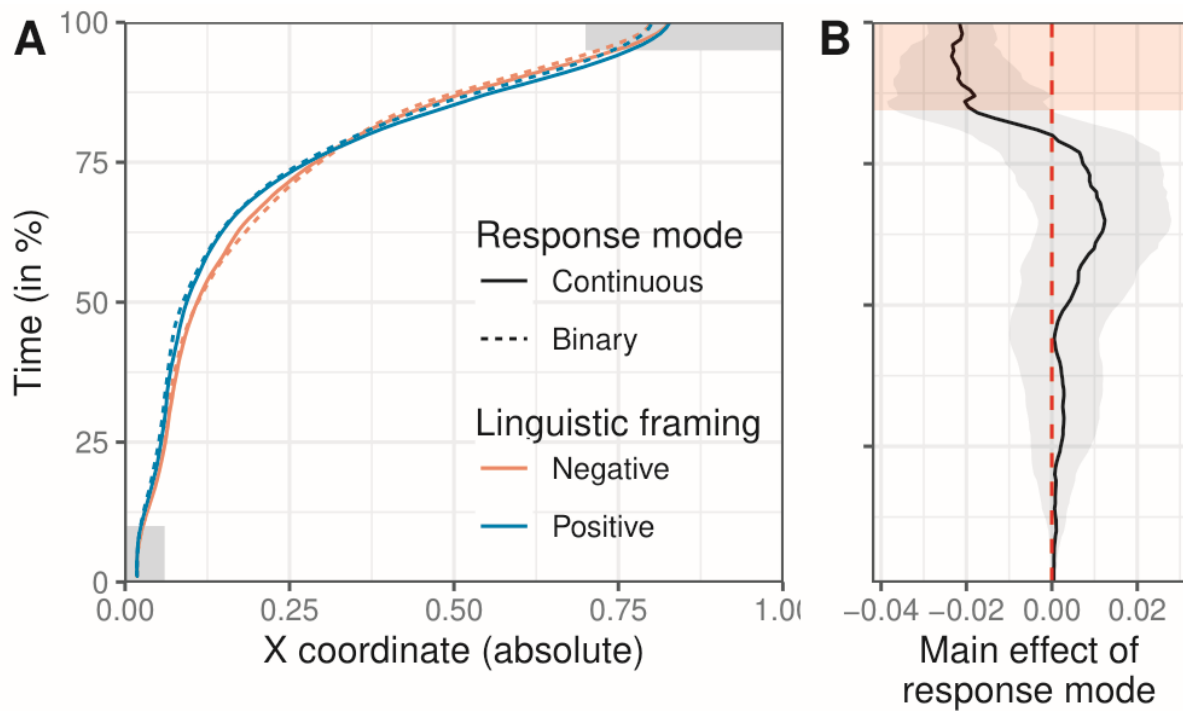 A
B
100
75
50
25
0
Time (in %)
Response mode
Continuous
Binary
Linguistic framing
Negative
Positive
0.00 0.25 0.50 0.75 1.0
X coordinate (absolute)
−0.04 −0.02 0.00 0.02
Main effect of
response mode